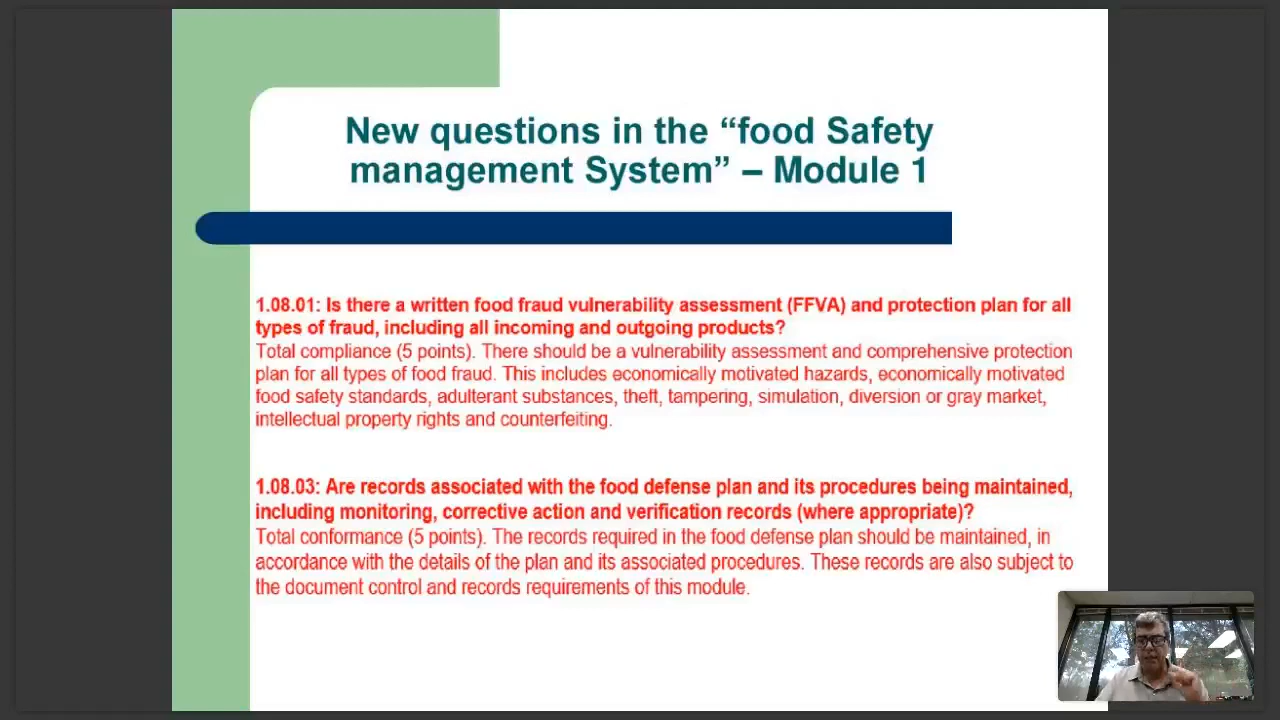 New questions in the “food Safety
management System” – Module 1
1.08.01: Is there a written food fraud vulnerability assessment (FFVA) and protection plan for all
types of fraud, including all incoming and outgoing products?
Total compliance (5 points). There should be a vulnerability assessment and comprehensive protection
plan for all types of food fraud. This includes economically motivated hazards, economically motivated
food safety standards, adulterant substances, theft, tampering, simulation, diversion or gray market,
intellectual property rights and counterfeiting.
1.08.03: Are records associated with the food defense plan and its procedures being maintained,
including monitoring, corrective action and verification records (where appropriate)?
Total conformance (5 points). The records required in the food defense plan should be maintained, in
accordance with the details of the plan and its associated procedures. These records are also subject to
the document control and records requirements of this module.